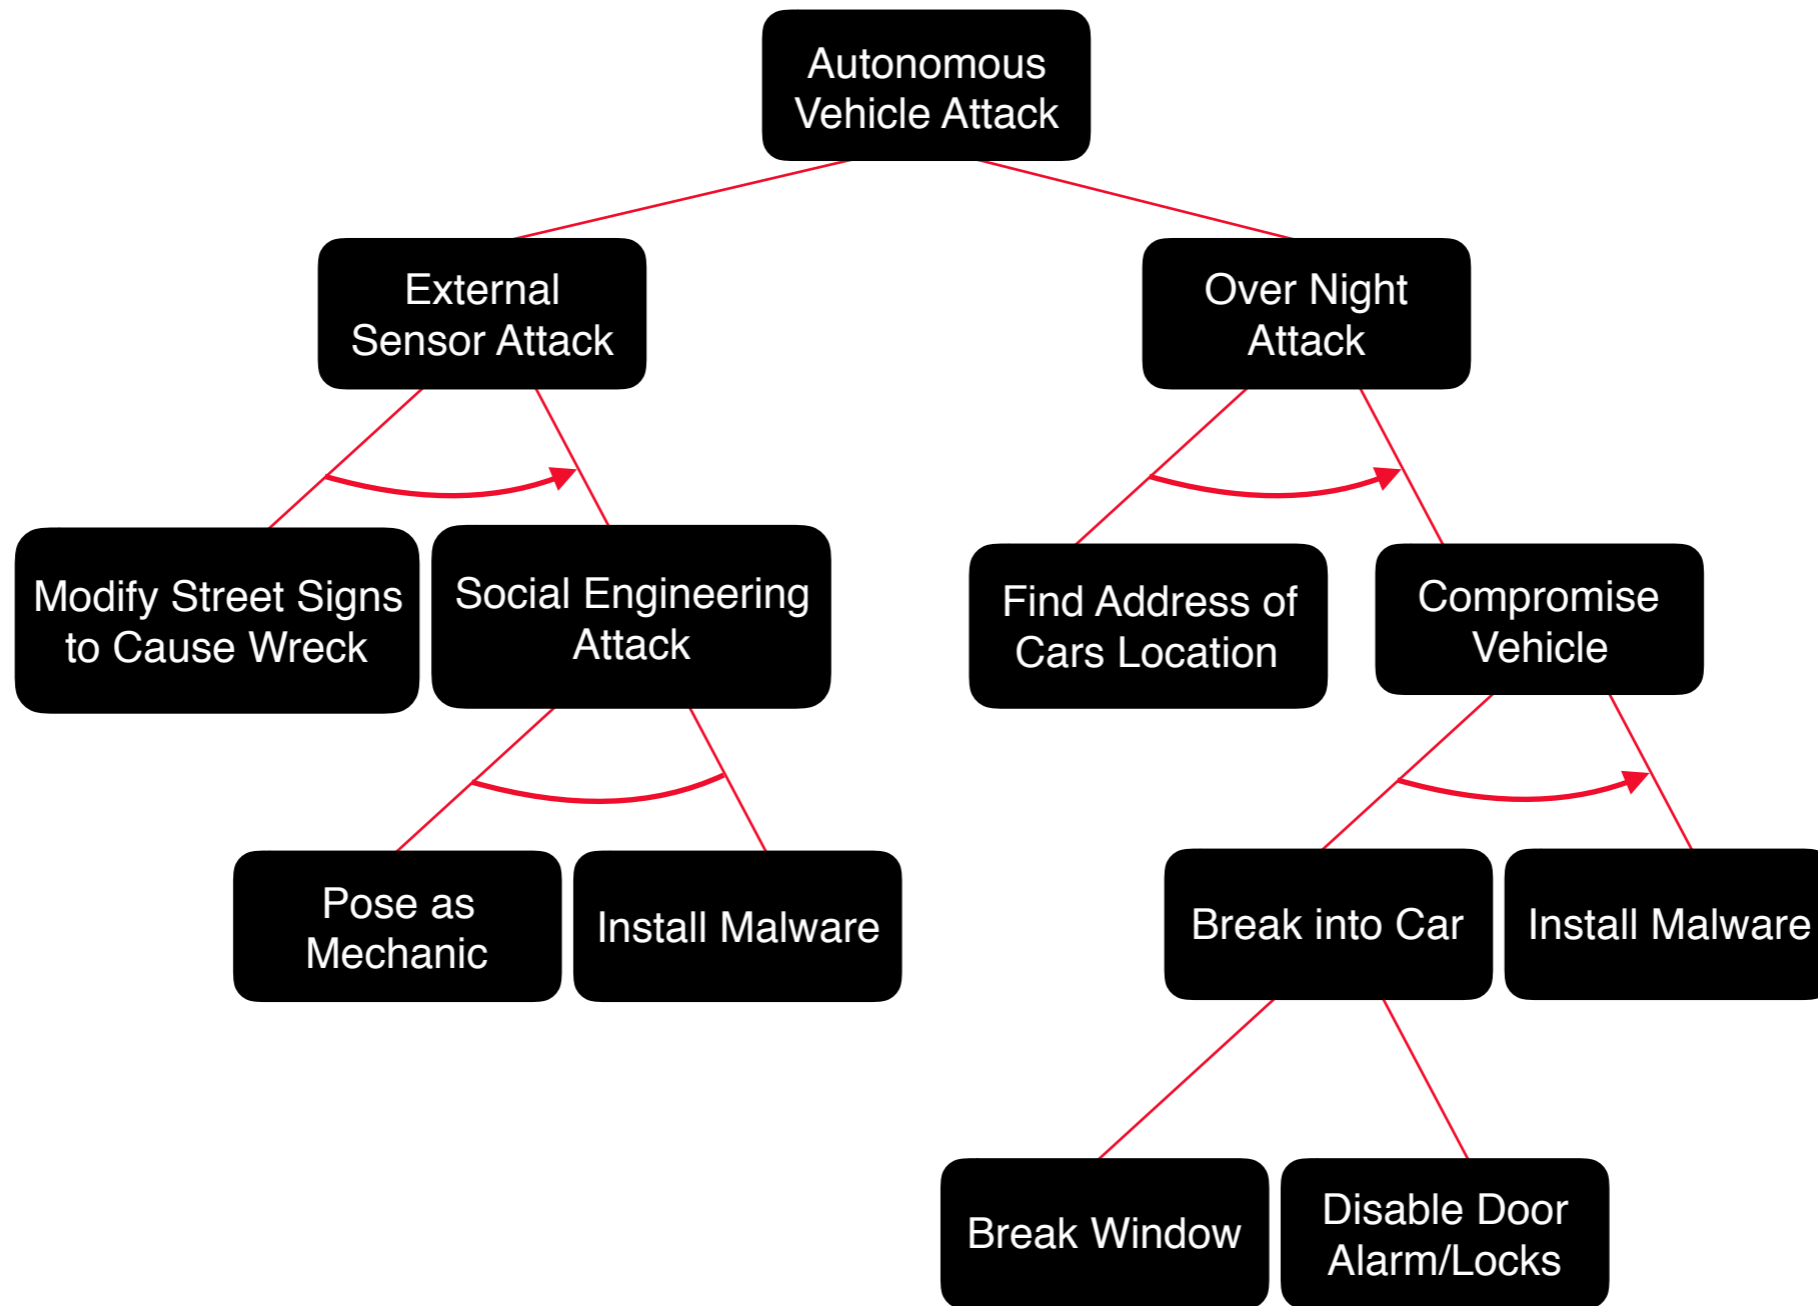 Autonomous
Vehicle Attack
External
Sensor Attack
Over Night
Attack
Modify Street Signs
to Cause Wreck
Social Engineering
Attack
Find Address of
Cars Location
Compromise
Vehicle
Pose as
Mechanic
Install Malware
Break into Car
Install Malware
Break Window
Disable Door
Alarm/Locks